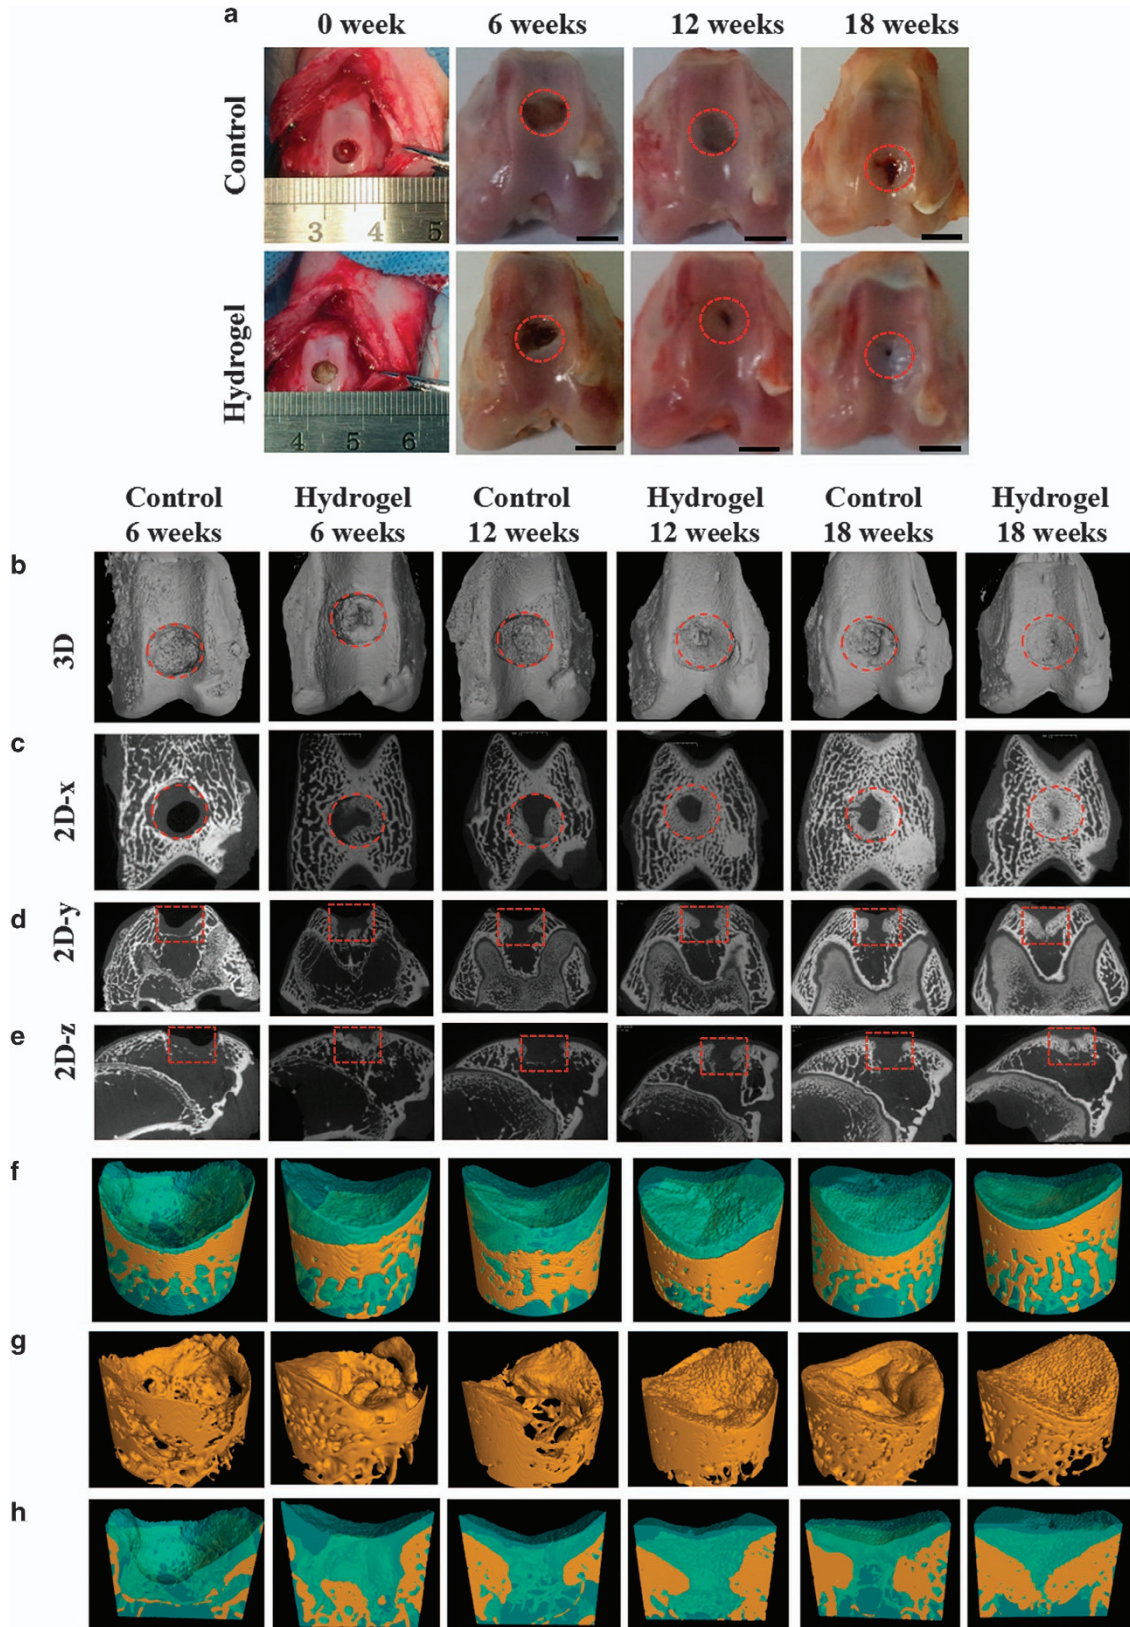 a
0 week 6 weeks 12 weeks 18 weeks
Control
3 4 5
Hydrogel
4 5 6
Control Hydrogel Control Hydrogel Control Hydrogel
6 weeks 6 weeks 12 weeks 12 weeks 18 weeks 18 weeks
b
3D
c
2D-x
d
2D-y
e
2D-z
f
g
h